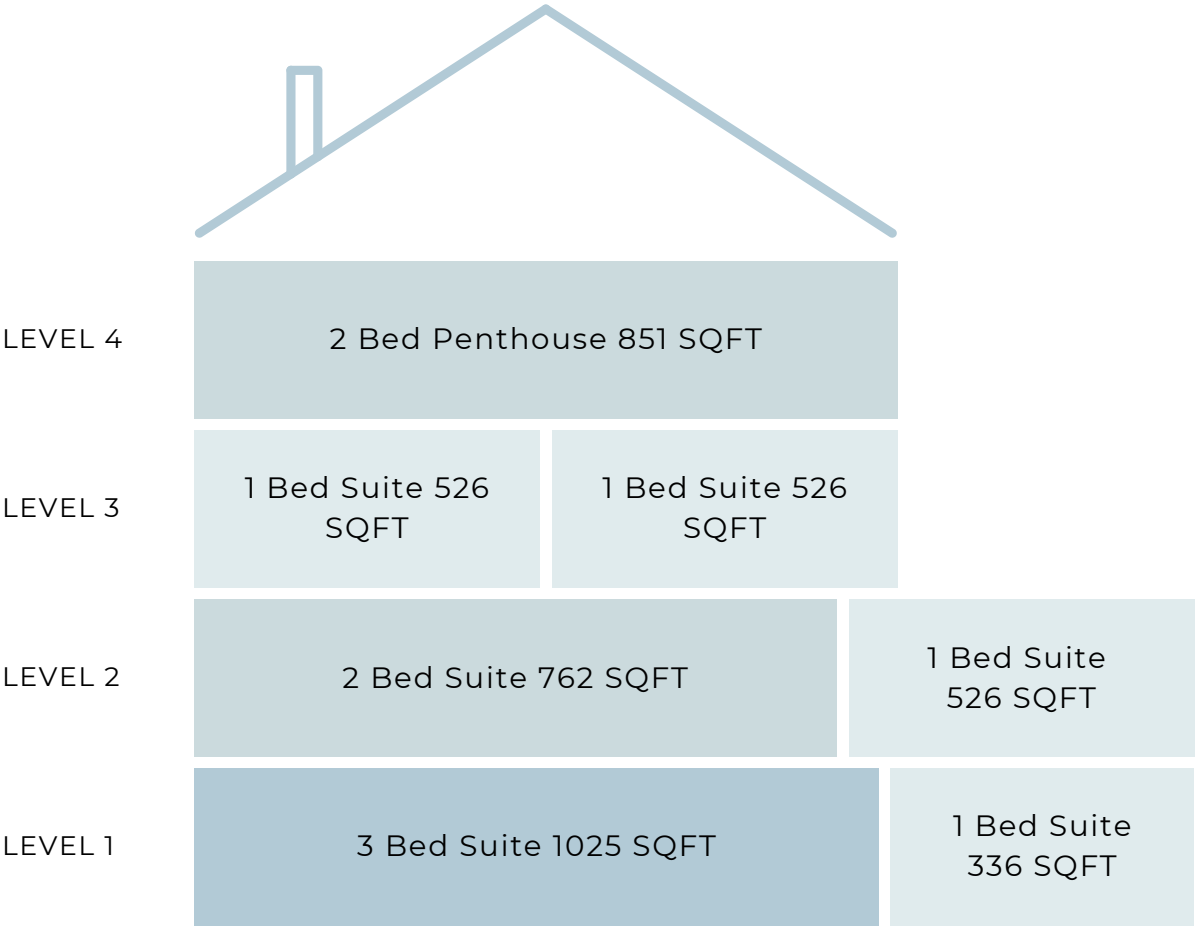 LEVEL 4
2 Bed Penthouse 851 SQFT
LEVEL 3
1 Bed Suite 526
SQFT
1 Bed Suite 526
SQFT
LEVEL 2
2 Bed Suite 762 SQFT
1 Bed Suite
526 SQFT
LEVEL 1
3 Bed Suite 1025 SQFT
1 Bed Suite
336 SQFT